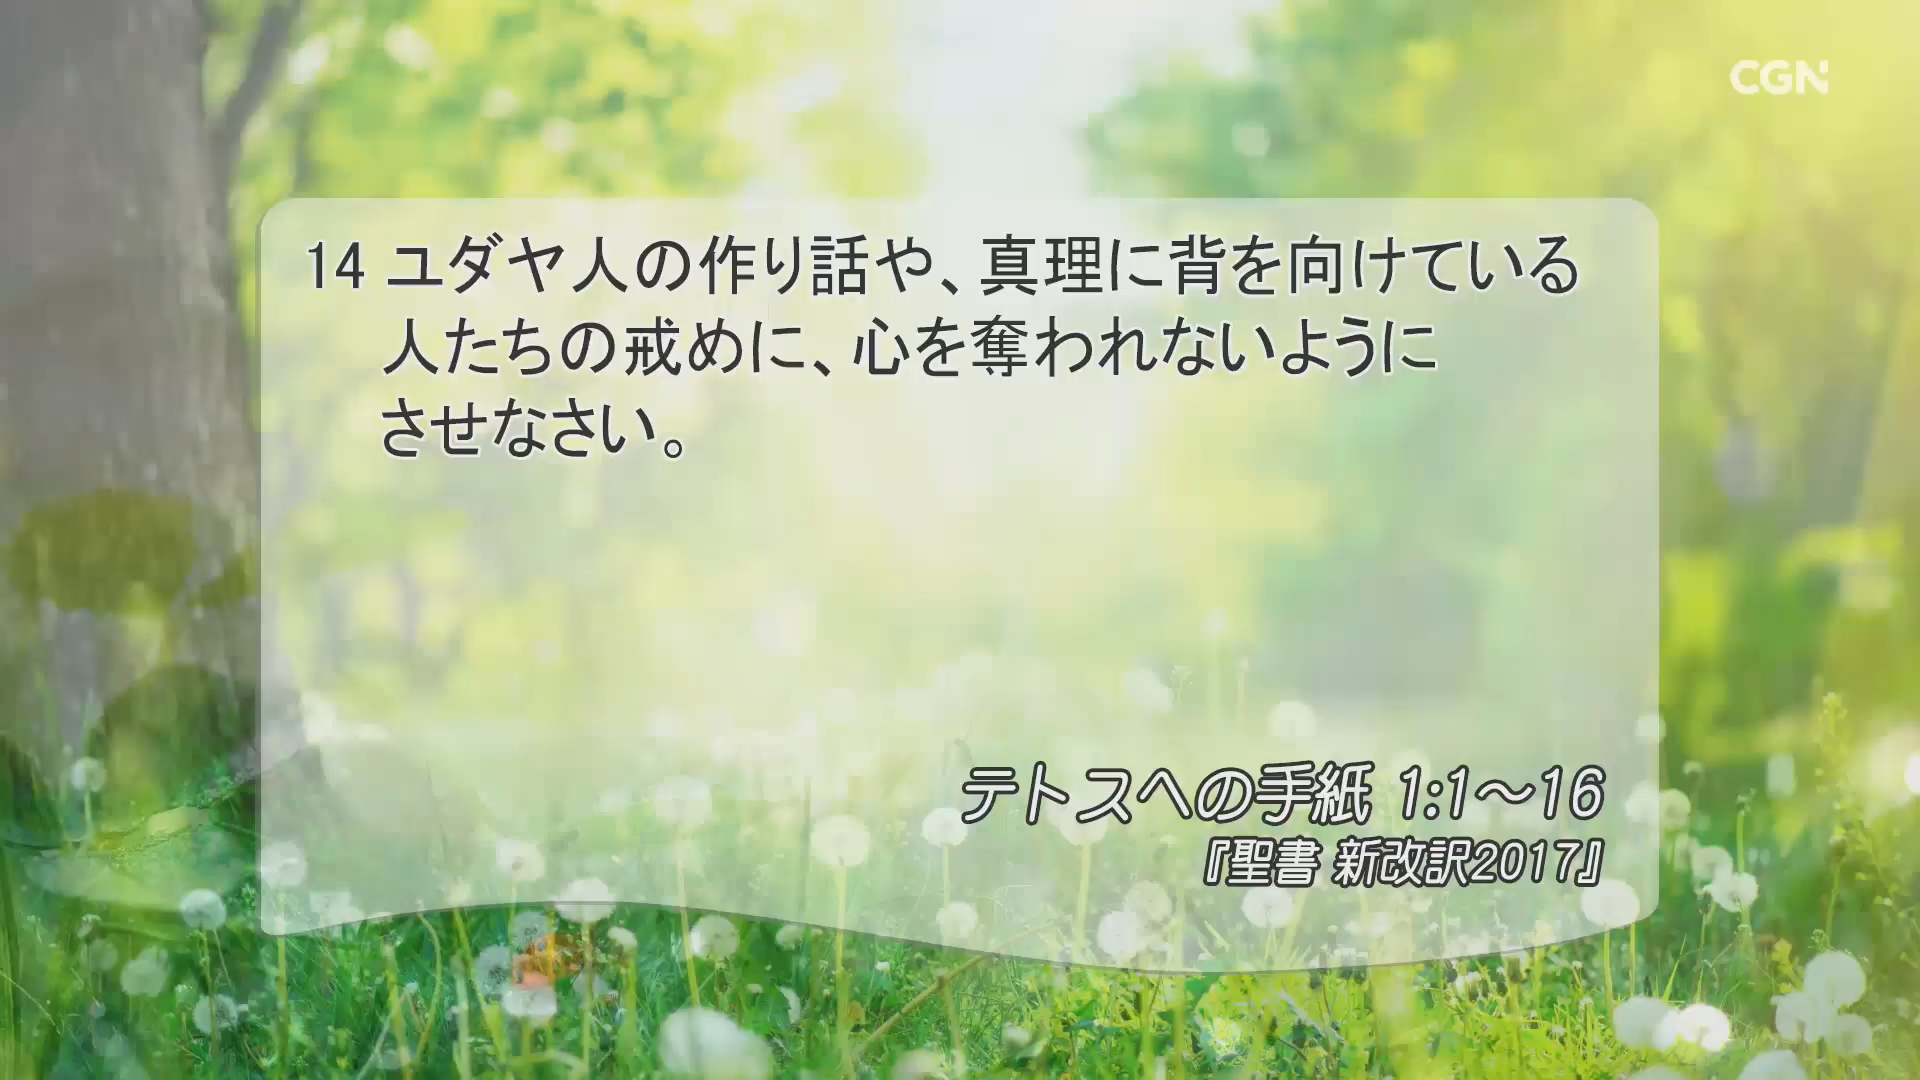 CGN
14 ユダヤ人の作り話や、真理に背を向けている
人たちの戒めに、心を奪われないように
させなさい。
テトスへの手紙 1:1～16
『聖書 新改訳2017』